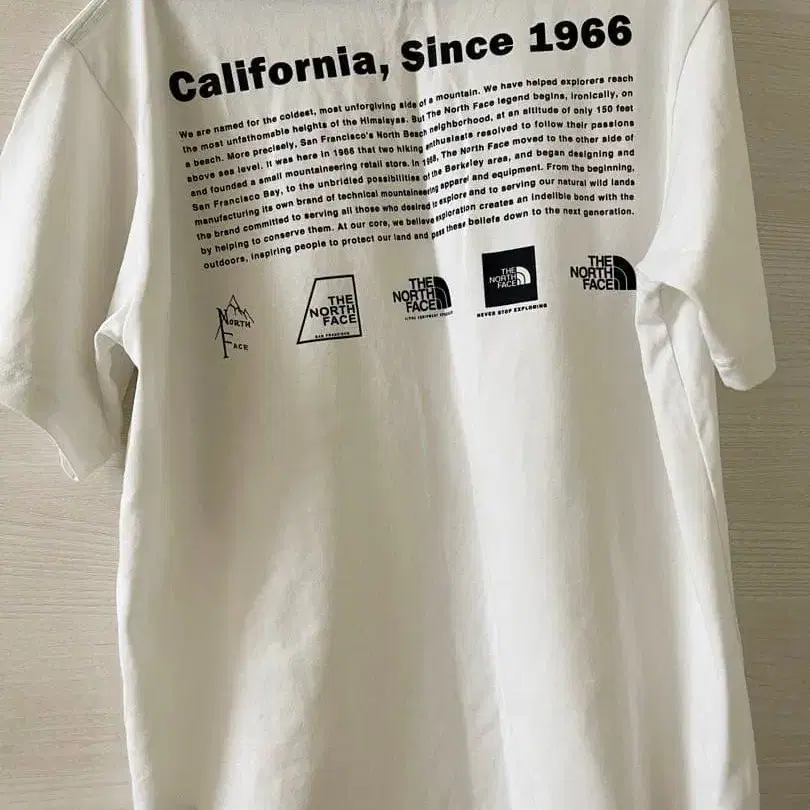 California, Since 1966
We are named for the coldest, most unforgiving side of a mountain. We have helped explorers reach
the most unfathomable heights of the Himalayas. But The North Face legend begins, ironically, on
a beach. More precisely, San Francisco's North Beach neighborhood, at an altitude of only 150 feet
above sea level. It was here in 1966 that two hiking enthusiasts resolved to follow their passions
and founded a small mountaineering retail store. In 1968, The North Face moved to the other side of
San Francisco Bay, to the unbridled possibilities of the Berkeley area, and began designing and
manufacturing its own brand of technical mountaineering apparel and equipment. From the beginning,
the brand committed to serving all those who desired to explore and to serving our natural wild lands
by helping to conserve them. At our core, we believe exploration creates an indelible bond with the
outdoors, inspiring people to protect our land and pass these beliefs down to the next generation.
NORTH
FACE
THE
NORTH
FACE
SAN FRANCISCO
THE
NORTH
FACE
THE
NORTH
FACE
NEVER STOP EXPLORING
THE
NORTH
FACE